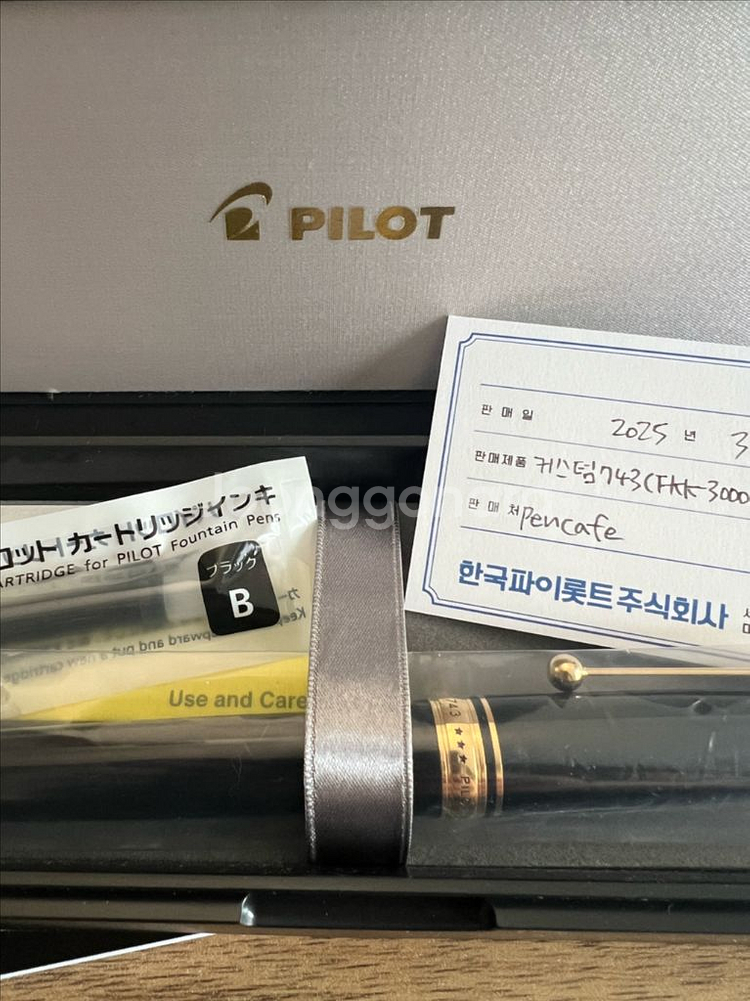 PILOT
판 매 일 2025 년 3
판매제품 커스텀743(FKK-3000
판 매 처 Pencafe
한국파이롯트주식회사
ロット カートリッジインキ
ARTRIDGE for PILOT Fountain Pens
ブラック
B
Use and Care
743 ★★★ PIL